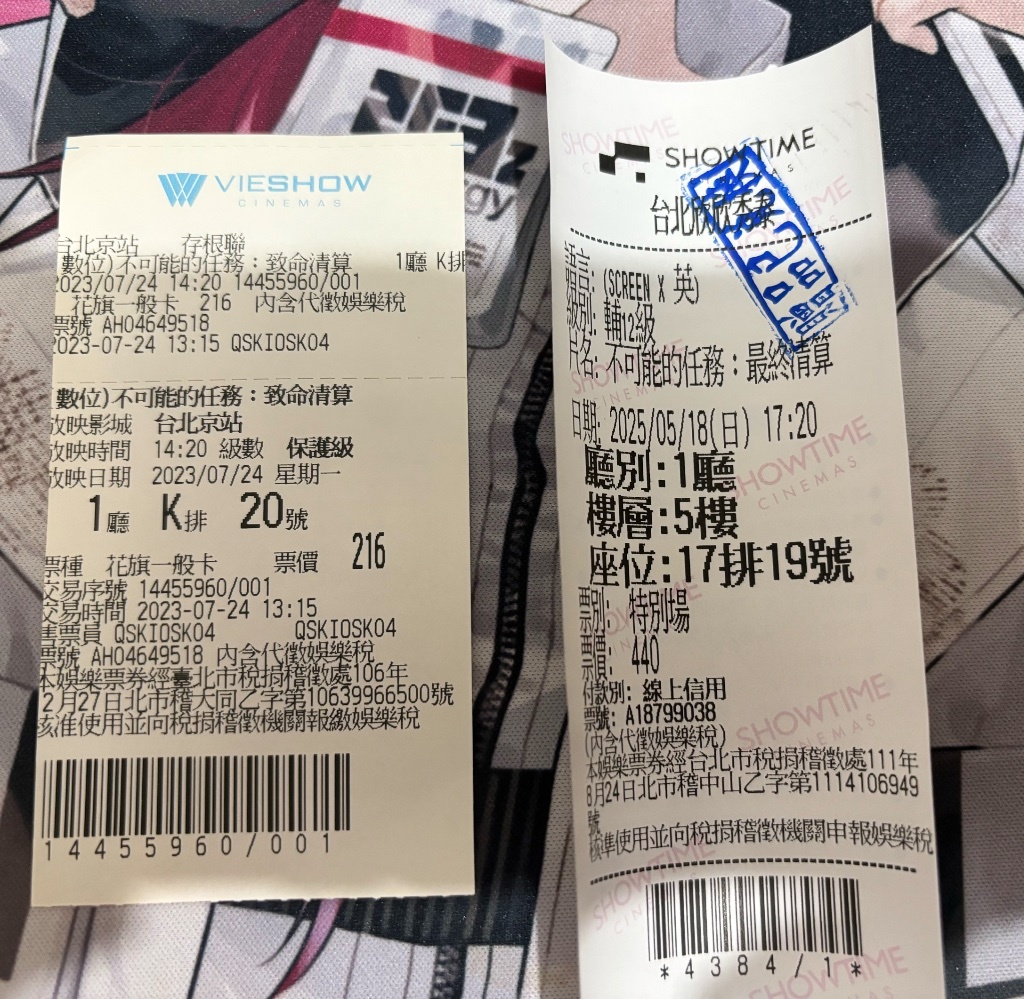 VIESHOW
CINEMAS
台北京站 存根聯
數位)不可能的任務：致命清算 1廳 K排
2023/07/24 14:20 14455960/001
花旗一般卡 216 內含代徵娛樂稅
票號 AH04649518
2023-07-24 13:15 QSKIOSK04
數位)不可能的任務：致命清算
放映影城 台北京站
放映時間 14:20 級數 保護級
放映日期 2023/07/24 星期一
1廳 K排 20號
票種 花旗一般卡 票價 216
交易序號 14455960/001
交易時間 2023-07-24 13:15
售票員 QSKIOSK04 QSKIOSK04
票號 AH04649518 內含代徵娛樂稅
本娛樂票券經臺北市稅捐稽徵處106年
2月27日北市稽大同乙字第10639966500號
核准使用並向稅捐稽徵機關報繳娛樂稅
14455960/001
SHOWTIME
CINEMAS
台北欣欣秀泰
語言: (SCREEN X 英)
級別: 輔12級
片名: 不可能的任務：最終清算
日期: 2025/05/18(日) 17:20
廳別:1廳
樓層:5樓
座位:17排19號
票別: 特別場
票價: 440
付款別: 線上信用
票號: A18799038
(內含代徵娛樂稅)
本娛樂票券經台北市稅捐稽徵處111年
8月24日北市稽中山乙字第1114106949
號
核準使用並向稅捐稽徵機關申報娛樂稅
*4384/1*